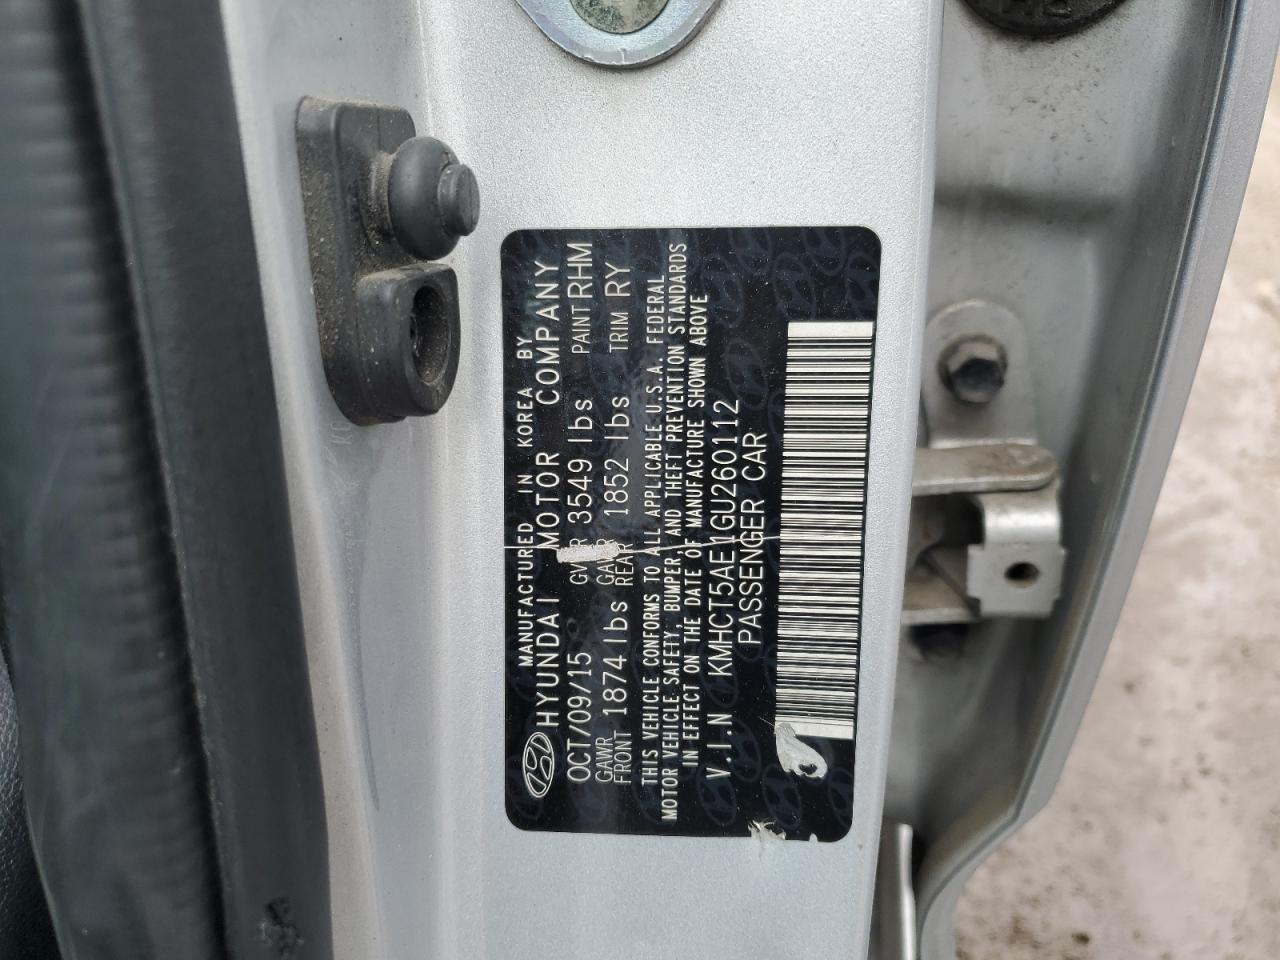 MANUFACTURED IN KOREA BY
HYUNDAI MOTOR COMPANY
OCT/09/15 GVWR 3549 lbs PAINT RHM
GAWR FRONT 1874 lbs GAWR REAR 1852 lbs TRIM RY
THIS VEHICLE CONFORMS TO ALL APPLICABLE U.S.A. FEDERAL
MOTOR VEHICLE SAFETY, BUMPER, AND THEFT PREVENTION STANDARDS
IN EFFECT ON THE DATE OF MANUFACTURE SHOWN ABOVE
V.I.N KMHCT5AE1GU260112
PASSENGER CAR